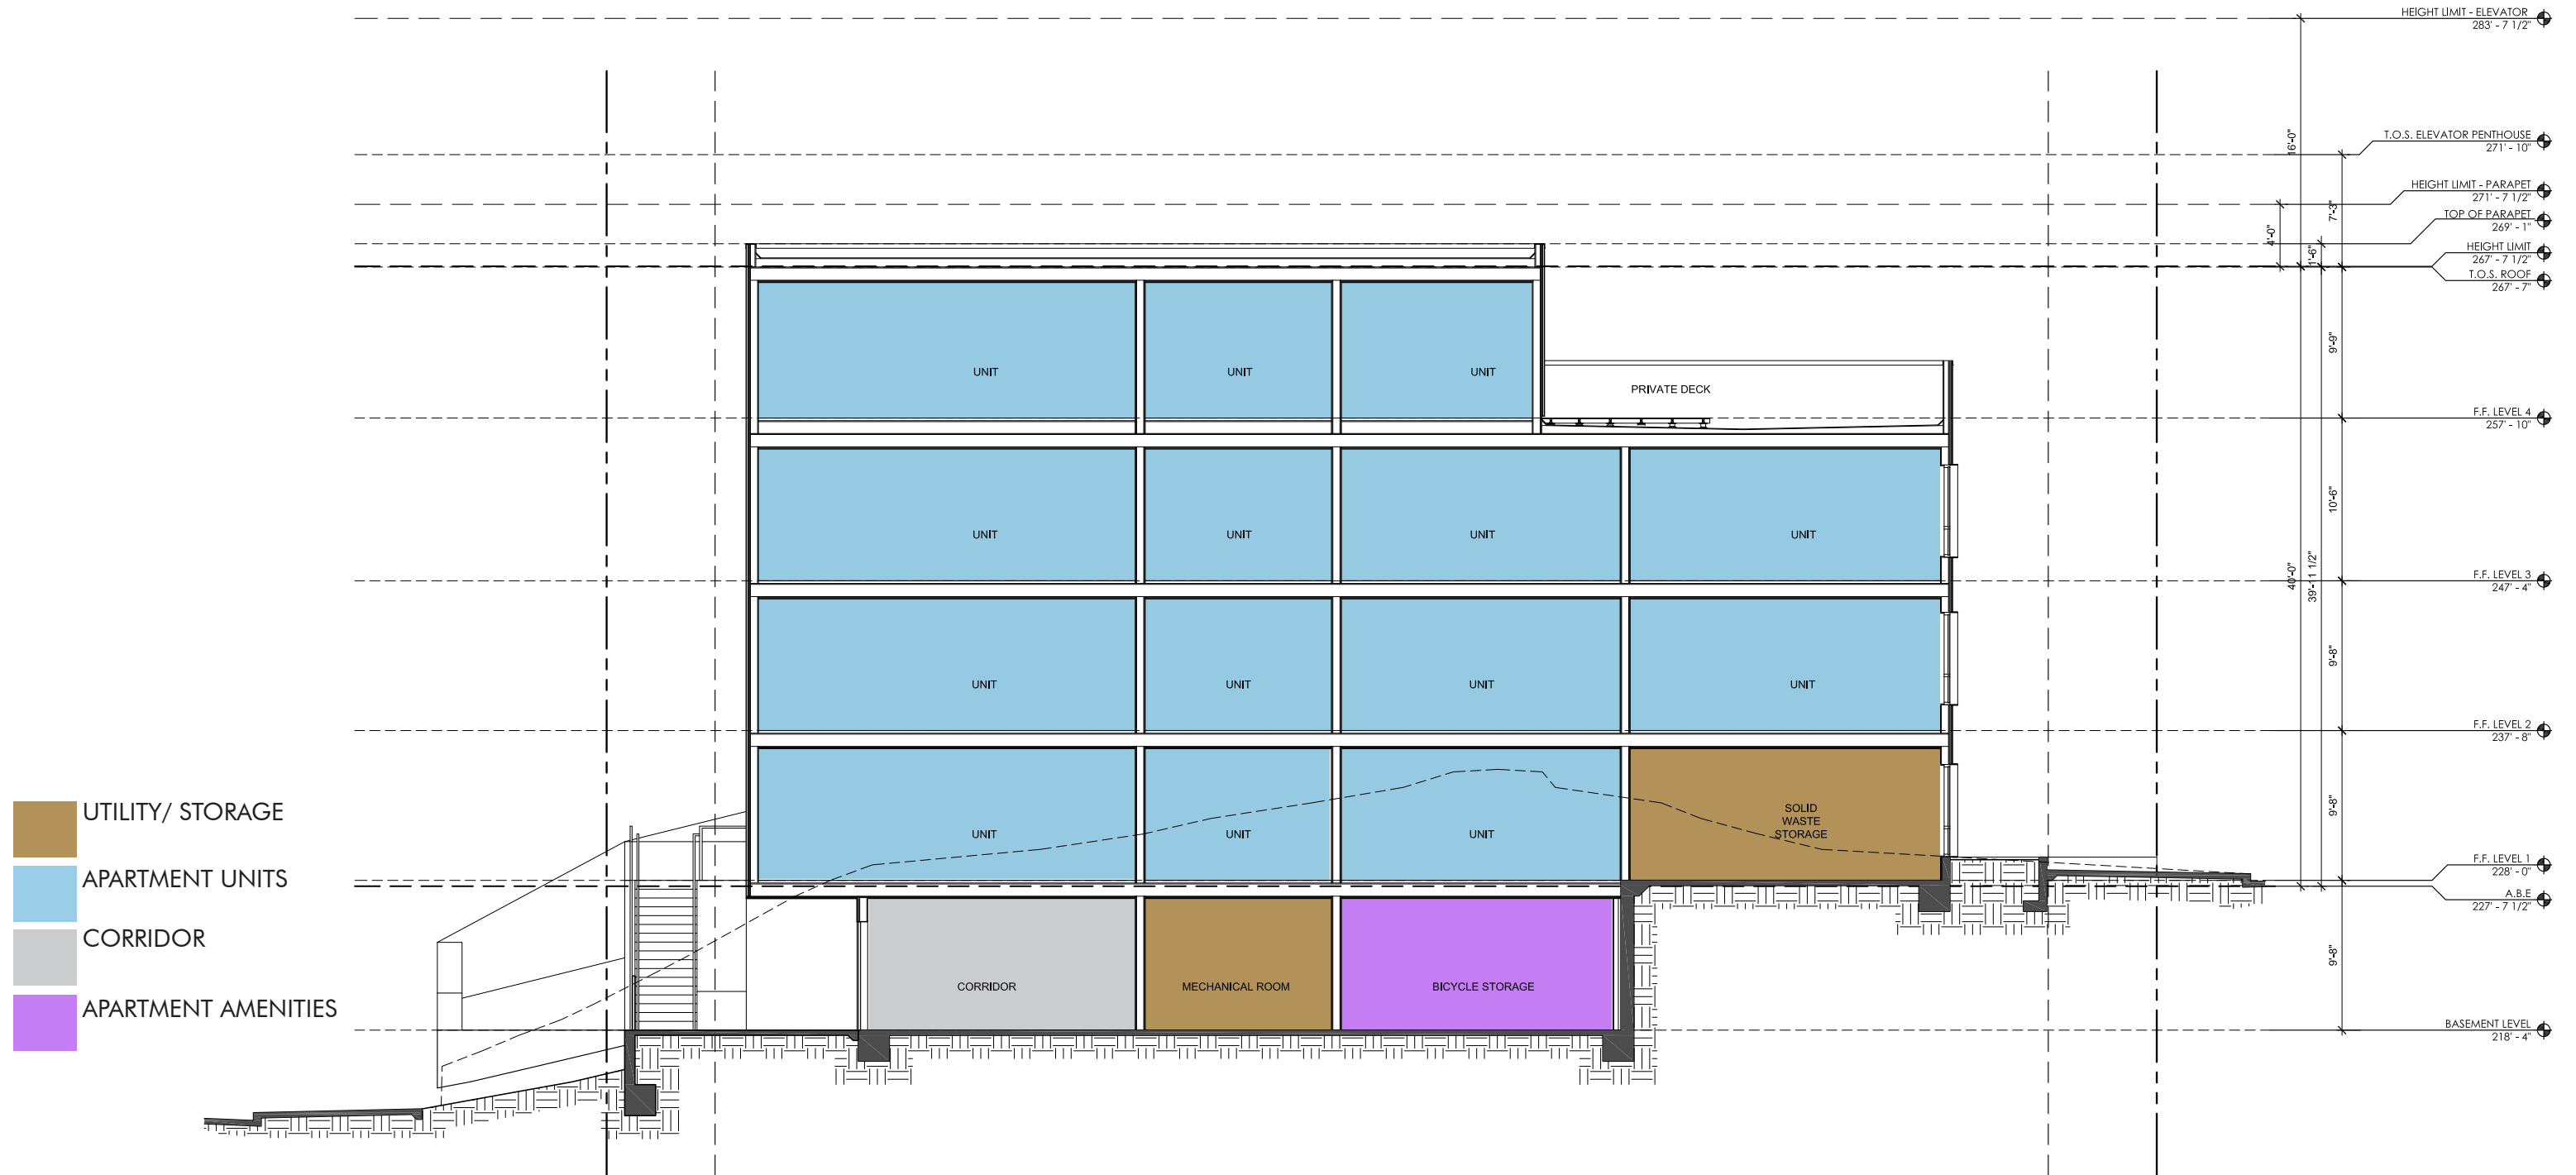 HEIGHT LIMIT - ELEVATOR
283' - 7 1/2"
16'-0"
T.O.S. ELEVATOR PENTHOUSE
271' - 10"
HEIGHT LIMIT - PARAPET
271' - 7 1/2"
7'-3"
TOP OF PARAPET
269' - 1"
4'-0"
1'-6"
HEIGHT LIMIT
267' - 7 1/2"
T.O.S. ROOF
267' - 7"
9'-9"
UNIT
UNIT
UNIT
PRIVATE DECK
F.F. LEVEL 4
257' - 10"
10'-6"
UNIT
UNIT
UNIT
UNIT
40'-0"
39'-11 1/2"
F.F. LEVEL 3
247' - 4"
9'-8"
UNIT
UNIT
UNIT
UNIT
F.F. LEVEL 2
237' - 8"
9'-8"
UNIT
UNIT
UNIT
SOLID
WASTE
STORAGE
F.F. LEVEL 1
228' - 0"
A.B.E
227' - 7 1/2"
9'-8"
CORRIDOR
MECHANICAL ROOM
BICYCLE STORAGE
BASEMENT LEVEL
218' - 4"
UTILITY/ STORAGE
APARTMENT UNITS
CORRIDOR
APARTMENT AMENITIES